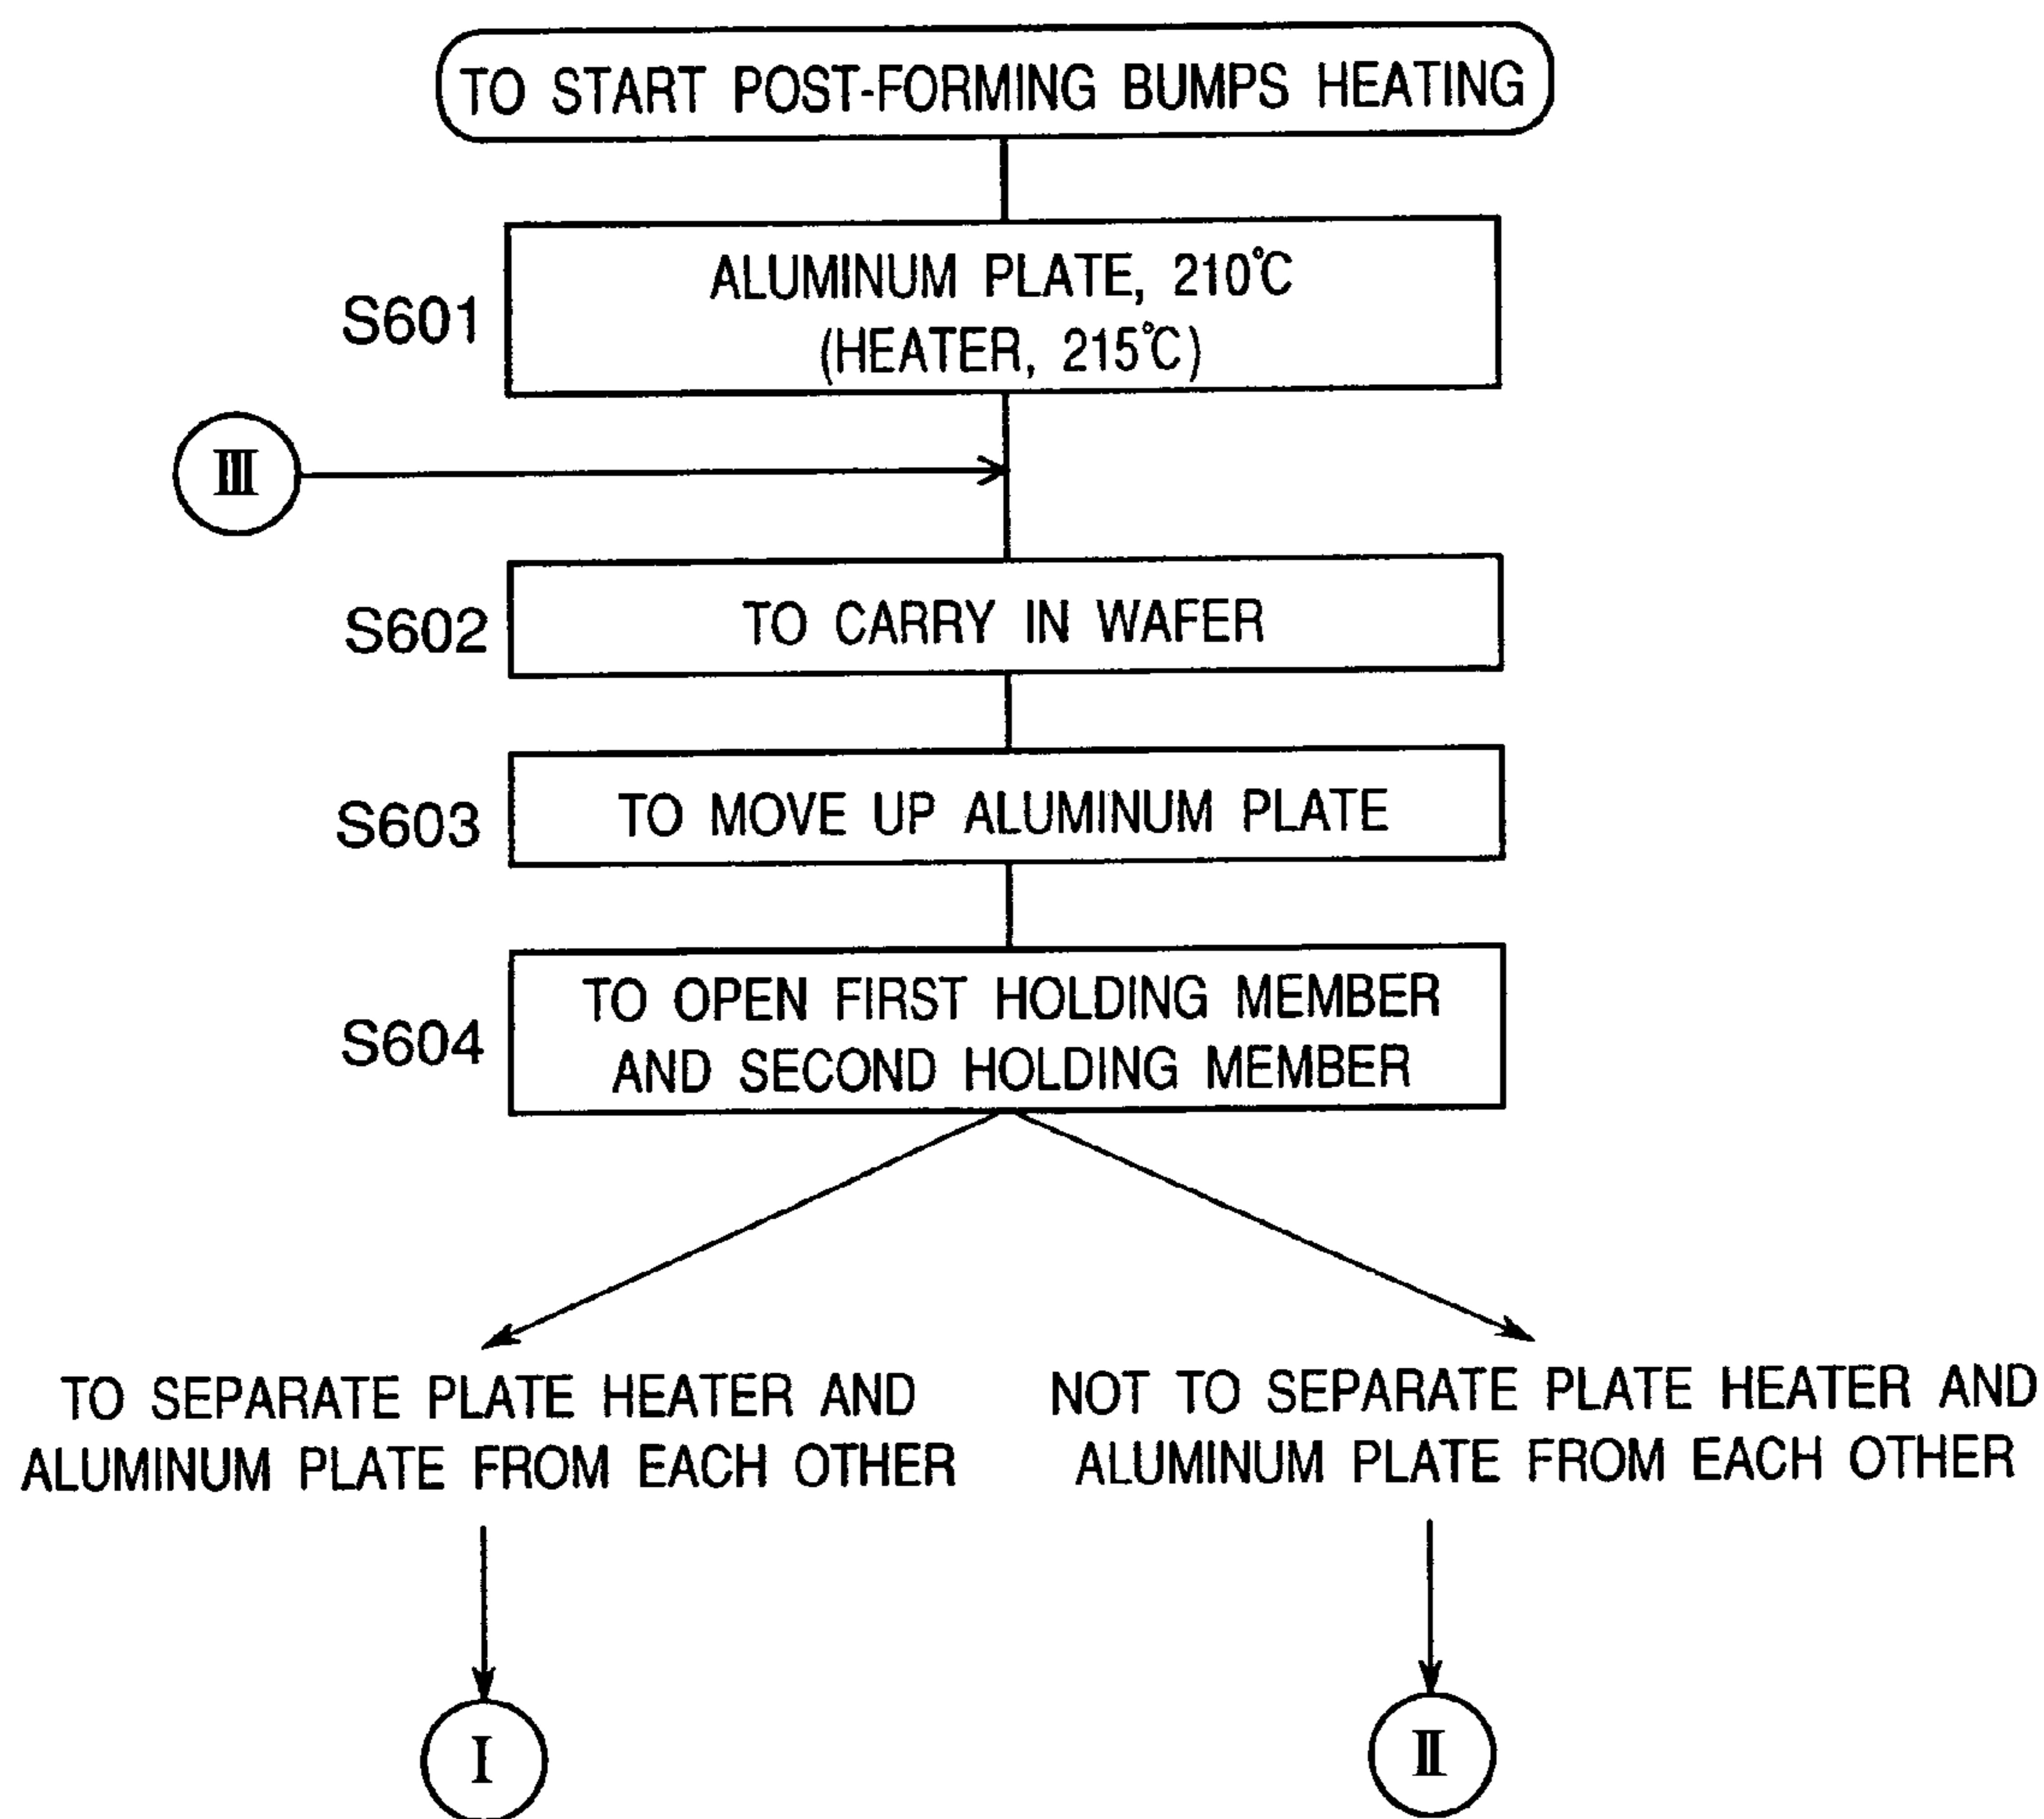 TO START POST-FORMING BUMPS HEATING
S601
ALUMINUM PLATE, 210℃
(HEATER, 215℃)
III
S602
TO CARRY IN WAFER
S603
TO MOVE UP ALUMINUM PLATE
S604
TO OPEN FIRST HOLDING MEMBER
AND SECOND HOLDING MEMBER
TO SEPARATE PLATE HEATER AND
ALUMINUM PLATE FROM EACH OTHER
NOT TO SEPARATE PLATE HEATER AND
ALUMINUM PLATE FROM EACH OTHER
I
II